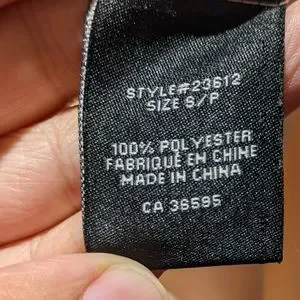 STYLE#23612
SIZE S/P
100% POLYESTER
FABRIQUÉ EN CHINE
MADE IN CHINA
CA 36595